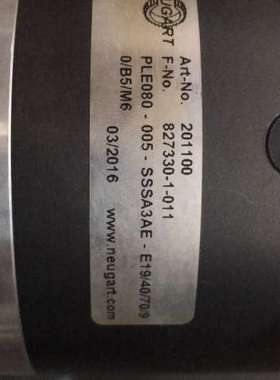 NEUGART
Art-No. 201100
F-No. 827330-1-011
PLE080 - 005 - SSSA3AE - E19/40/70/9
0/B5/M6
03/2016 www.neugart.com